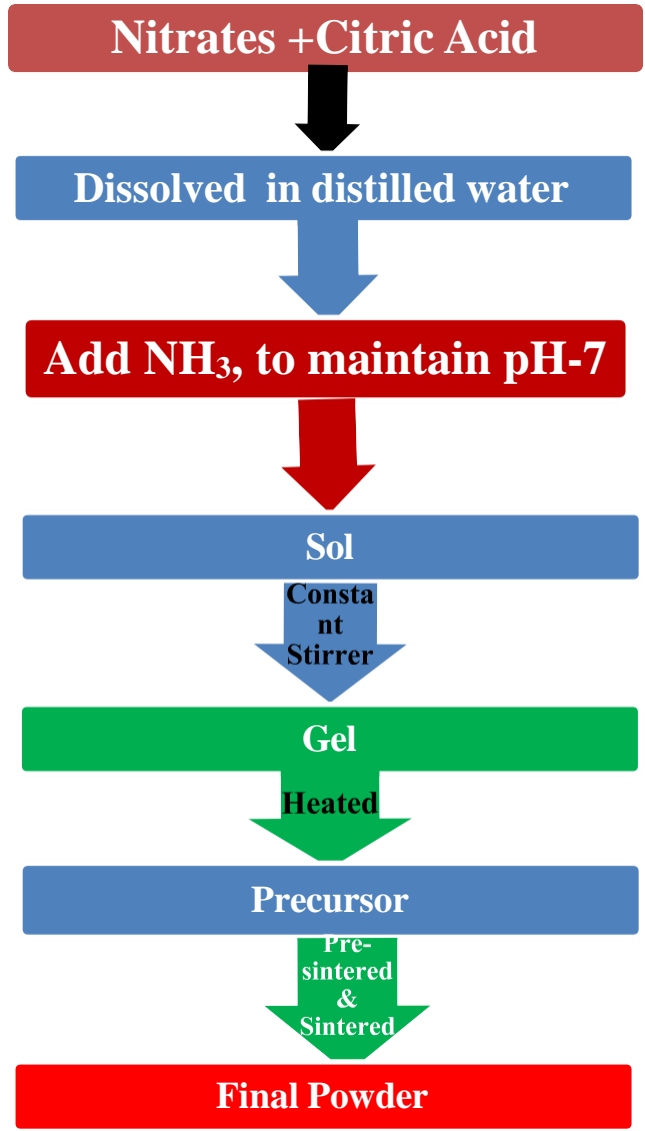 Nitrates +Citric Acid
Dissolved  in distilled water
Add NH₃, to maintain pH-7
Sol
Consta
nt
Stirrer
Gel
Heated
Precursor
Pre-
sintered
&
Sintered
Final Powder